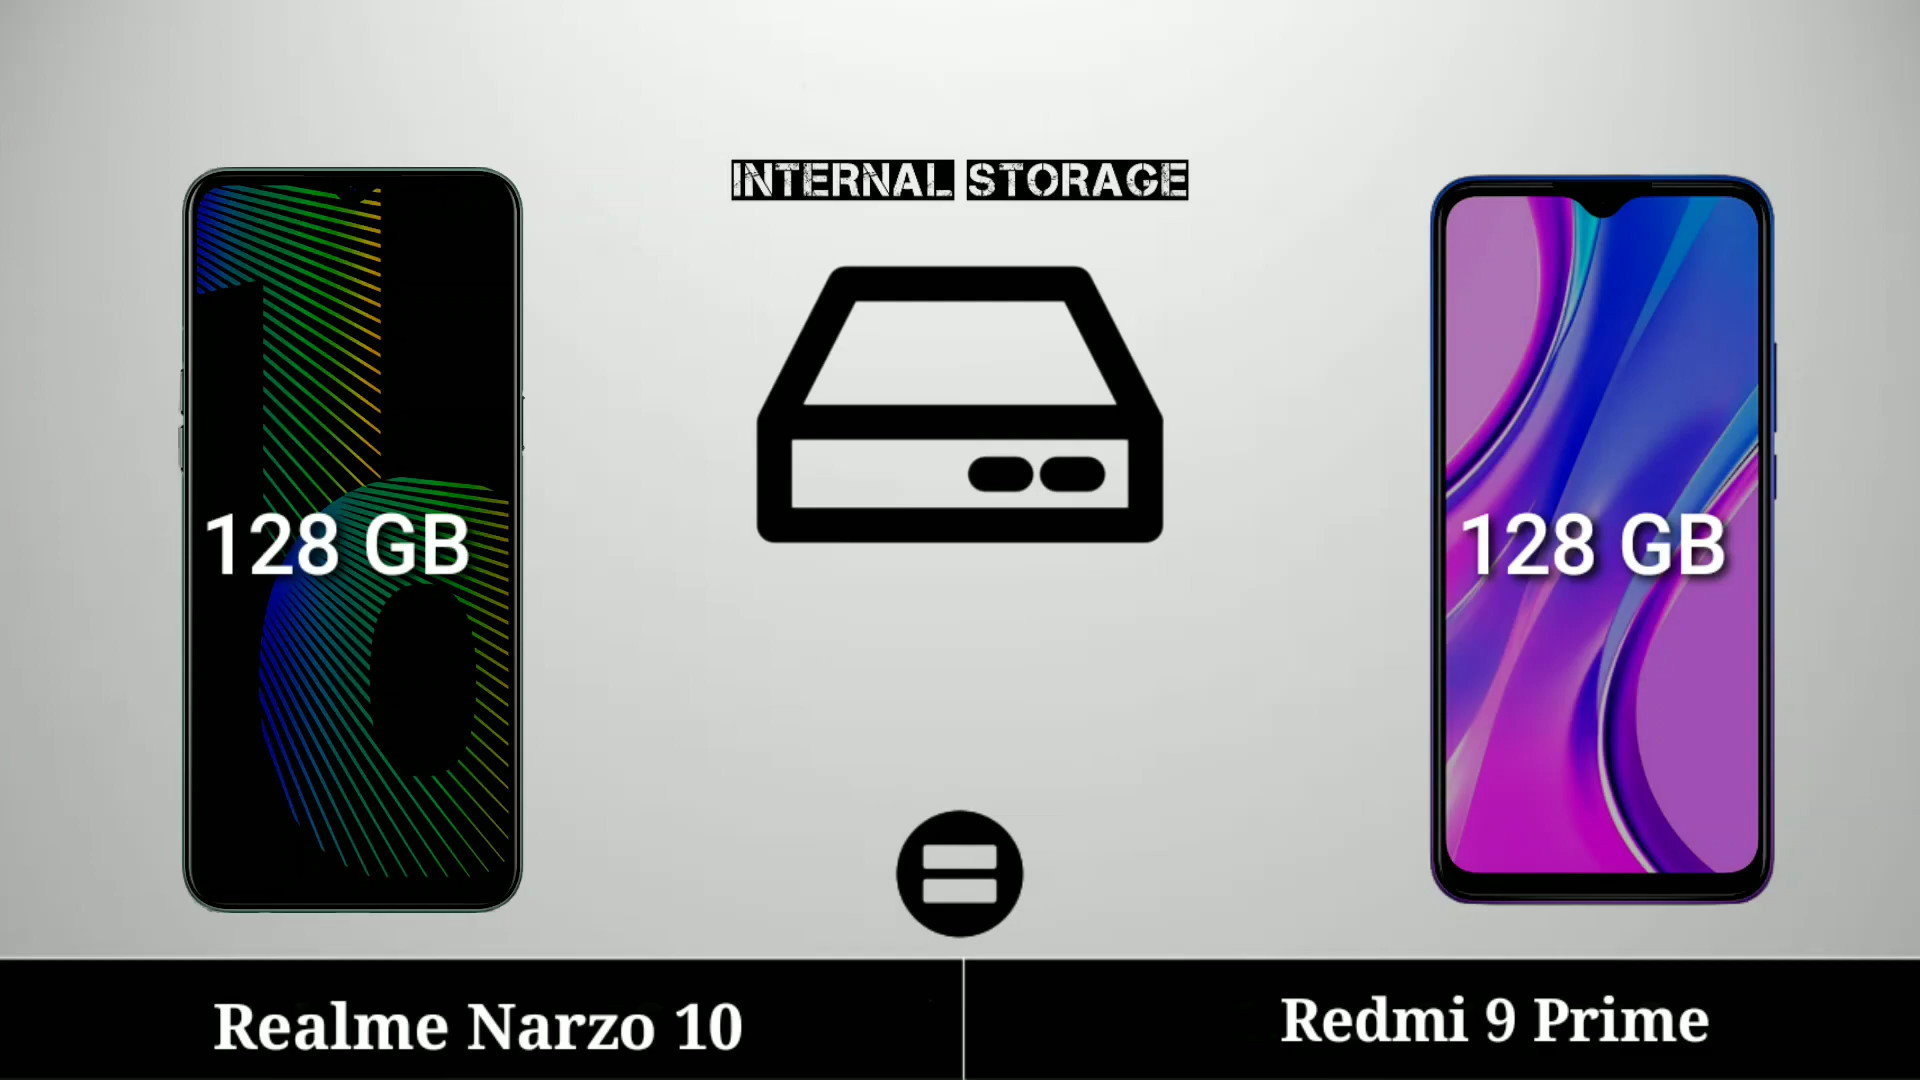 INTERNAL STORAGE
128 GB
128 GB
Realme Narzo 10
Redmi 9 Prime